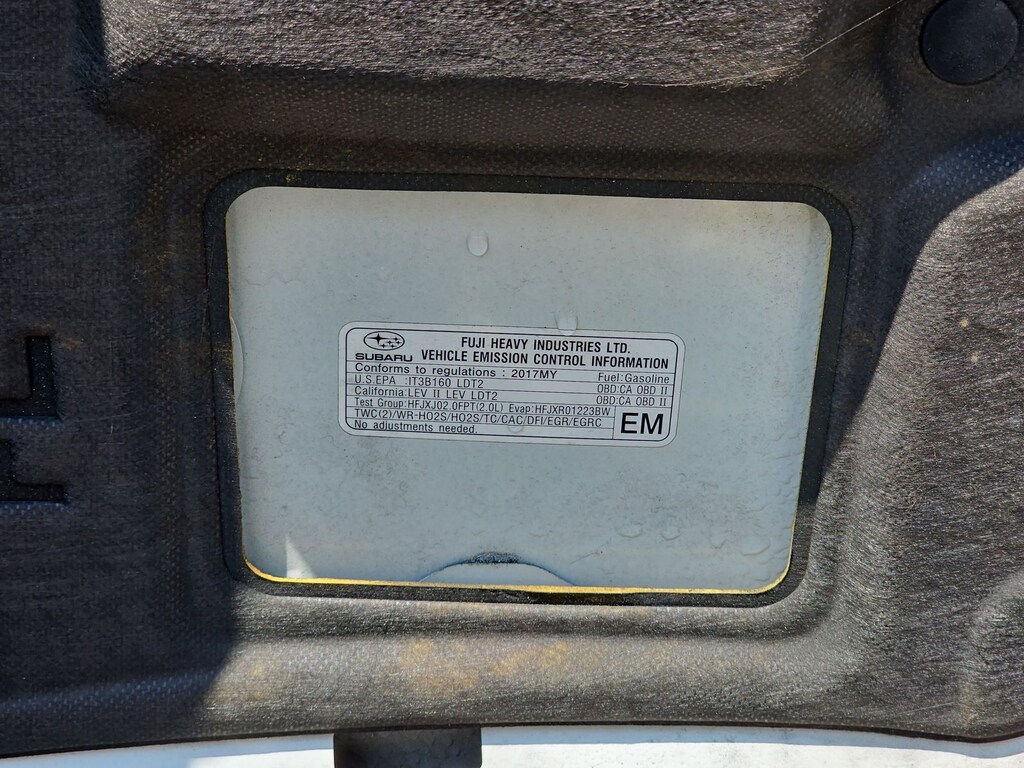 FUJI HEAVY INDUSTRIES LTD.
SUBARU VEHICLE EMISSION CONTROL INFORMATION
Conforms to regulations : 2017MY Fuel:Gasoline
U.S.EPA :IT3B160 LDT2 OBD:CA OBD II
California:LEV II LEV LDT2 OBD:CA OBD II
Test Group:HFJXJ02.0FPT(2.0L) Evap:HFJXR01223BW
TWC(2)/WR-HO2S/HO2S/TC/CAC/DFI/EGR/EGRC
No adjustments needed.
EM